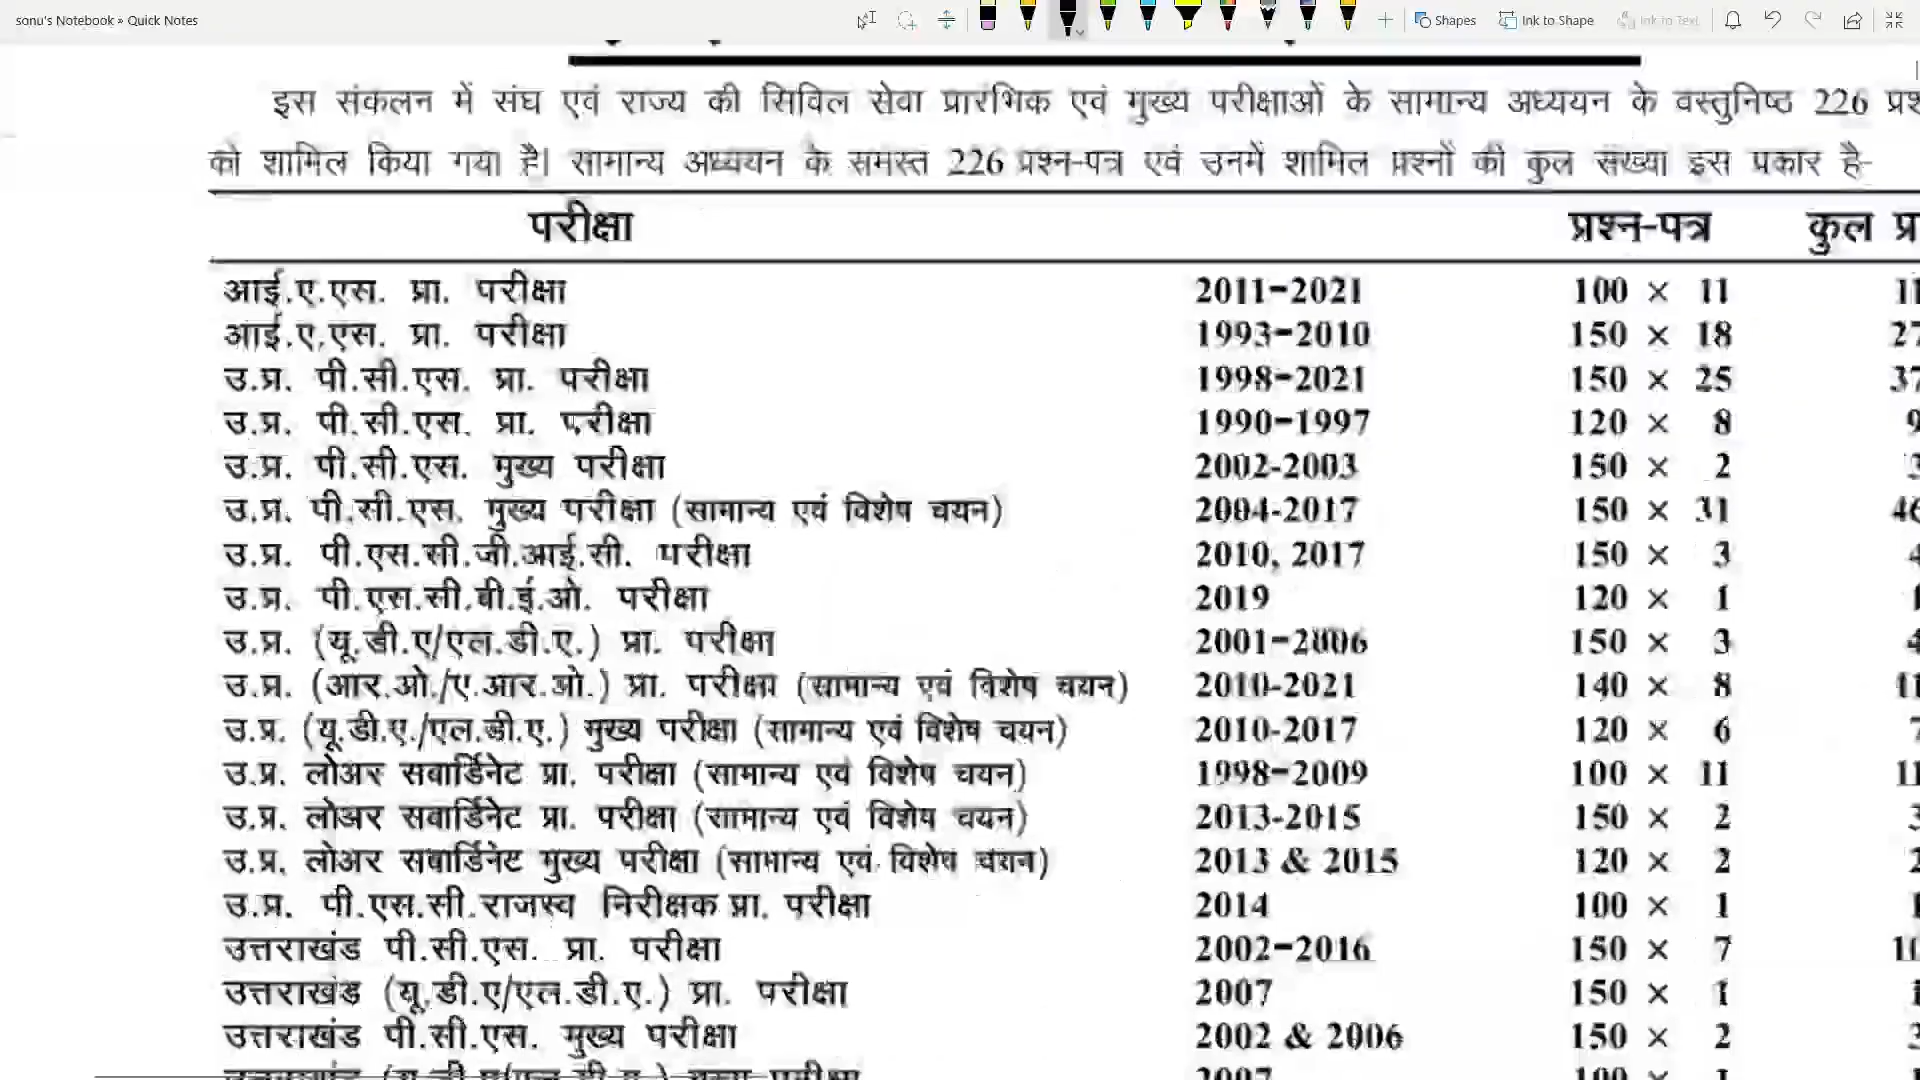 sonu's Notebook » Quick Notes
Shapes Ink to Shape Ink to Text
इस संकलन में संघ एवं राज्य की सिविल सेवा प्रारंभिक एवं मुख्य परीक्षाओं के सामान्य अध्ययन के वस्तुनिष्ठ 226
को शामिल किया गया है। सामान्य अध्ययन के समस्त 226 प्रश्न-पत्र एवं उनमें शामिल प्रश्नों की कुल संख्या इस प्रकार है-
परीक्षा प्रश्न-पत्र कुल
आई.ए.एस. प्रा. परीक्षा 2011-2021 100 × 11
आई.ए.एस. प्रा. परीक्षा 1993-2010 150 × 18
उ.प्र. पी.सी.एस. प्रा. परीक्षा 1998-2021 150 × 25
उ.प्र. पी.सी.एस. प्रा. परीक्षा 1990-1997 120 × 8
उ.प्र. पी.सी.एस. मुख्य परीक्षा 2002-2003 150 × 2
उ.प्र. पी.सी.एस. मुख्य परीक्षा (सामान्य एवं विशेष चयन) 2004-2017 150 × 31
उ.प्र. पी.एस.सी.जी.आई.सी. परीक्षा 2010, 2017 150 × 3
उ.प्र. पी.एस.सी.बी.ई.ओ. परीक्षा 2019 120 × 1
उ.प्र. (यू.डी.ए/एल.डी.ए.) प्रा. परीक्षा 2001-2006 150 × 3
उ.प्र. (आर.ओ./ए.आर.ओ.) प्रा. परीक्षा (सामान्य एवं विशेष चयन) 2010-2021 140 × 8
उ.प्र. (यू.डी.ए./एल.डी.ए.) मुख्य परीक्षा (सामान्य एवं विशेष चयन) 2010-2017 120 × 6
उ.प्र. लोअर सबार्डिनेट प्रा. परीक्षा (सामान्य एवं विशेष चयन) 1998-2009 100 × 11
उ.प्र. लोअर सबार्डिनेट प्रा. परीक्षा (सामान्य एवं विशेष चयन) 2013-2015 150 × 2
उ.प्र. लोअर सबार्डिनेट मुख्य परीक्षा (सामान्य एवं विशेष चयन) 2013 & 2015 120 × 2
उ.प्र. पी.एस.सी.राजस्व निरीक्षक प्रा. परीक्षा 2014 100 × 1
उत्तराखंड पी.सी.एस. प्रा. परीक्षा 2002-2016 150 × 7
उत्तराखंड (यू.डी.ए/एल.डी.ए.) प्रा. परीक्षा 2007 150 × 1
उत्तराखंड पी.सी.एस. मुख्य परीक्षा 2002 & 2006 150 × 2